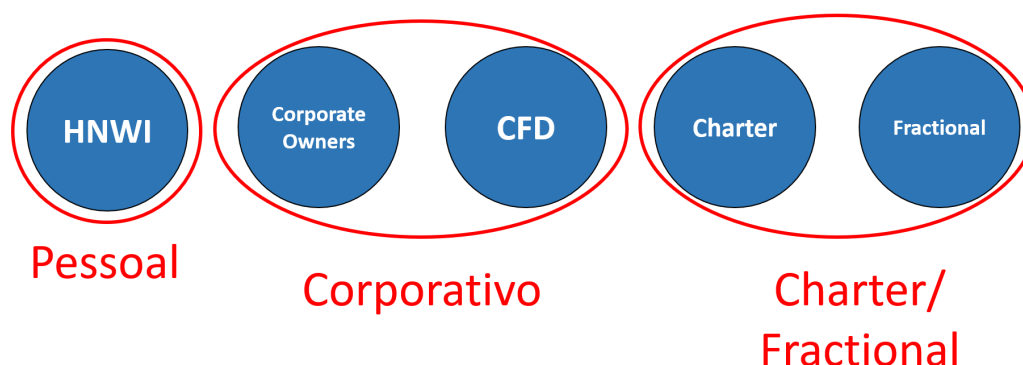 HNWI
Corporate
Owners
CFD
Charter
Fractional
Pessoal
Corporativo
Charter/
Fractional